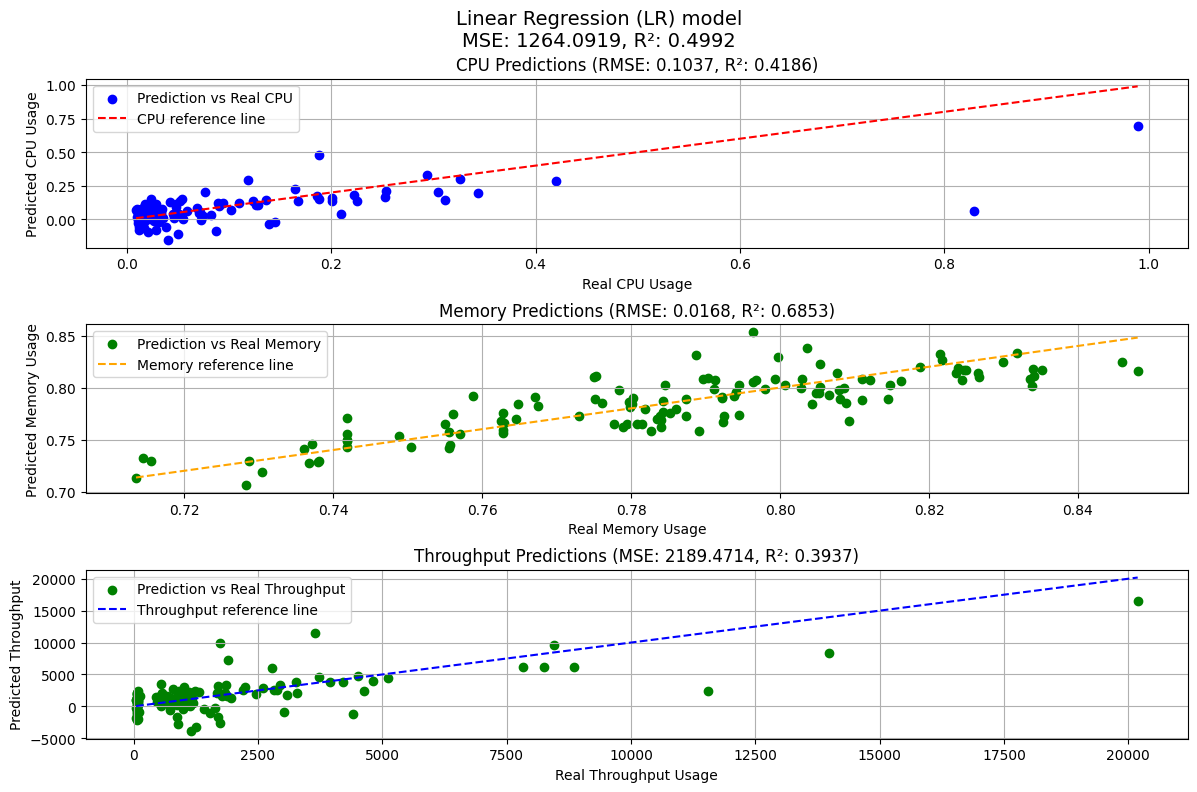 Linear Regression (LR) model
MSE: 1264.0919, R²: 0.4992
CPU Predictions (RMSE: 0.1037, R²: 0.4186)
Predicted CPU Usage
1.00
0.75
0.50
0.25
0.00
Prediction vs Real CPU
CPU reference line
0.0 0.2 0.4 0.6 0.8 1.0
Real CPU Usage
Memory Predictions (RMSE: 0.0168, R²: 0.6853)
Predicted Memory Usage
0.85
0.80
0.75
0.70
Prediction vs Real Memory
Memory reference line
0.72 0.74 0.76 0.78 0.80 0.82 0.84
Real Memory Usage
Throughput Predictions (MSE: 2189.4714, R²: 0.3937)
Predicted Throughput
20000
15000
10000
5000
0
−5000
Prediction vs Real Throughput
Throughput reference line
0 2500 5000 7500 10000 12500 15000 17500 20000
Real Throughput Usage